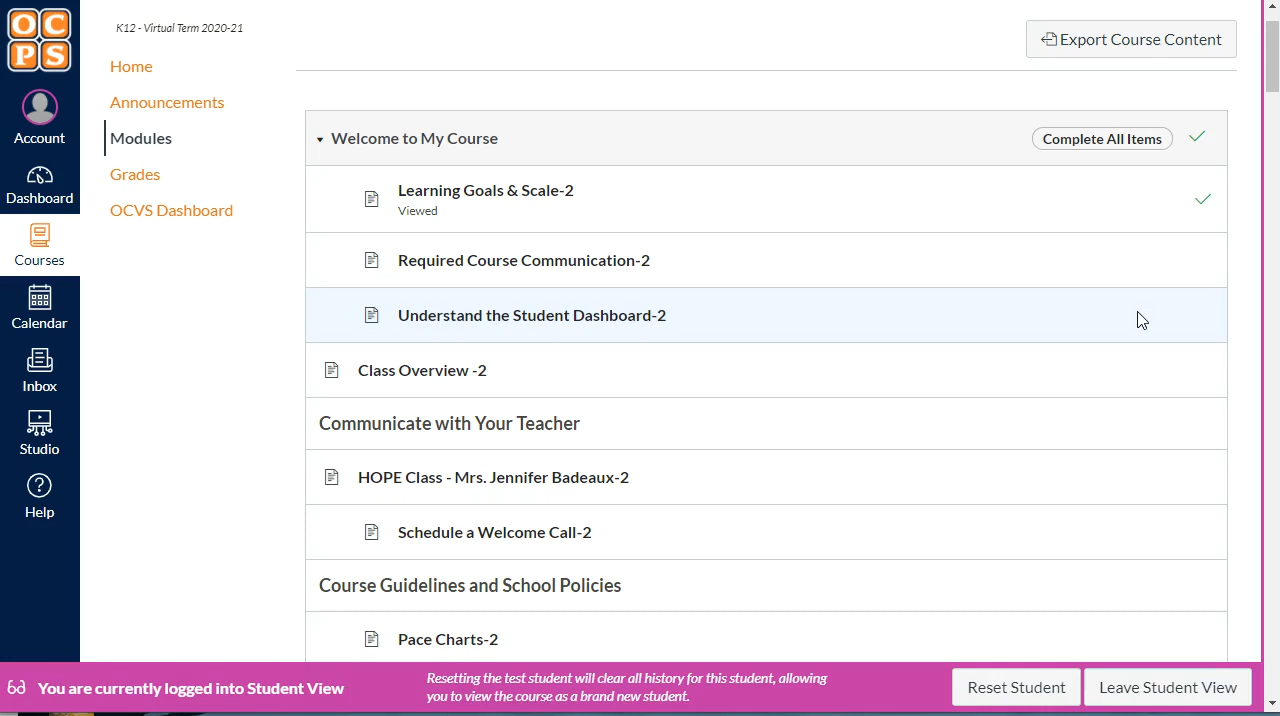 OC
PS
Account
Dashboard
Courses
Calendar
Inbox
Studio
Help
K12 - Virtual Term 2020-21
Home
Announcements
Modules
Grades
OCVS Dashboard
Export Course Content
Welcome to My Course
Complete All Items
Learning Goals & Scale-2
Viewed
Required Course Communication-2
Understand the Student Dashboard-2
Class Overview -2
Communicate with Your Teacher
HOPE Class - Mrs. Jennifer Badeaux-2
Schedule a Welcome Call-2
Course Guidelines and School Policies
Pace Charts-2
You are currently logged into Student View
Resetting the test student will clear all history for this student, allowing
you to view the course as a brand new student.
Reset Student
Leave Student View